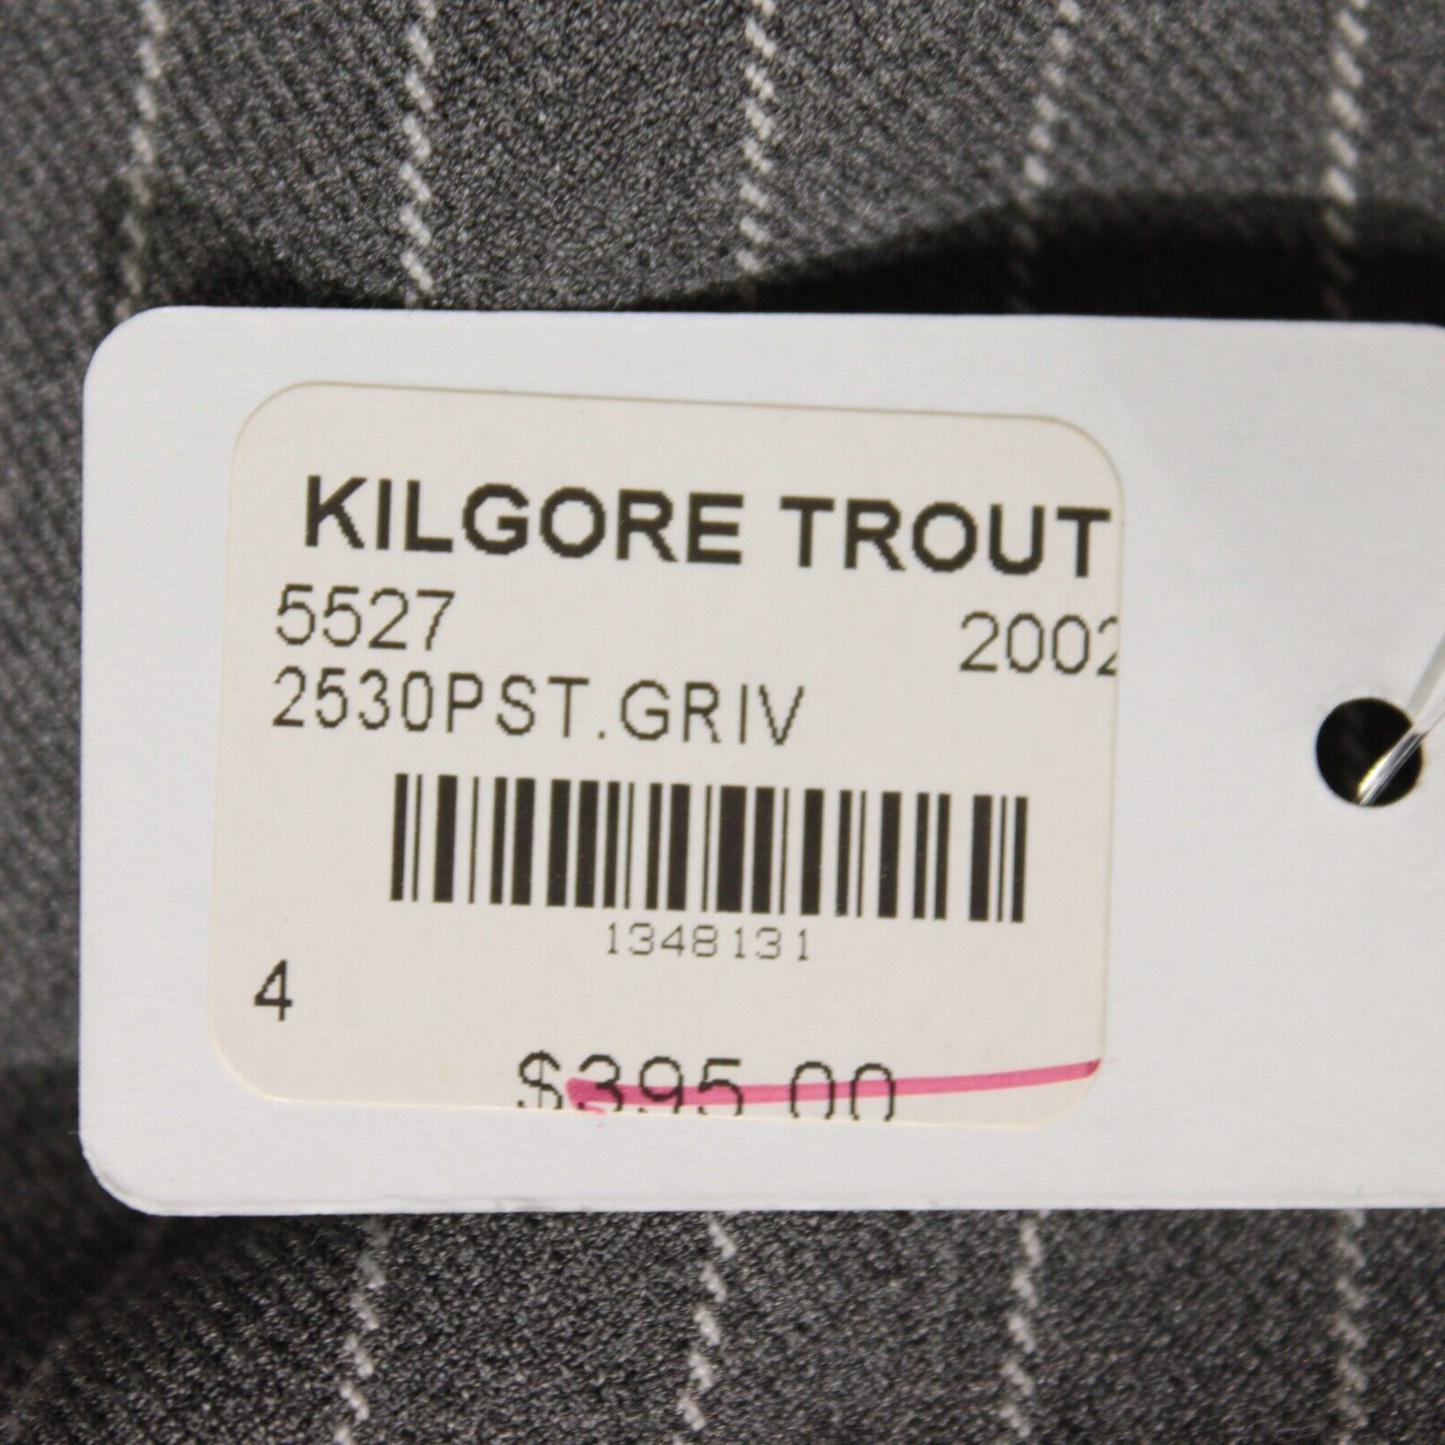 KILGORE TROUT
5527 2002
2530PST.GRIV
1348131
4
$395.00